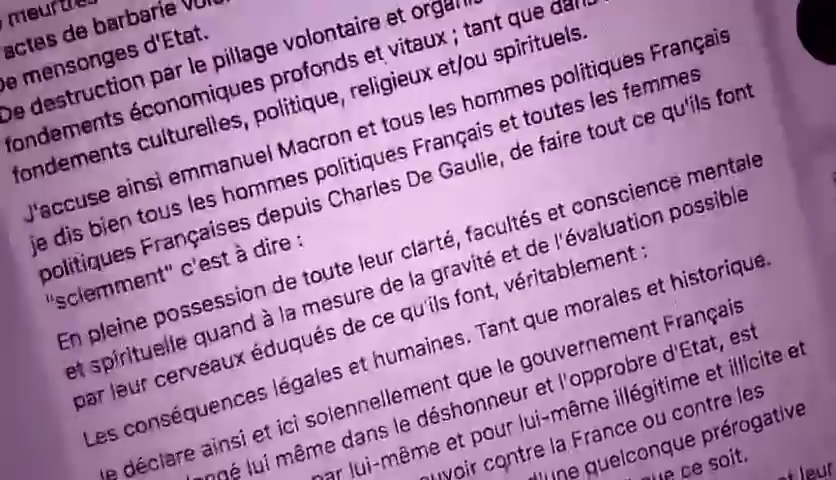 meurtres
actes de barbarie
De mensonges d'Etat.
De destruction par le pillage volontaire et
fondements économiques profonds et vitaux ; tant que dans
fondements culturelles, politique, religieux et/ou spirituels.
J'accuse ainsi emmanuel Macron et tous les hommes politiques Français
je dis bien tous les hommes politiques Français et toutes les femmes
politiques Françaises depuis Charles De Gaulle, de faire tout ce qu'ils font
"sciemment" c'est à dire :
En pleine possession de toute leur clarté, facultés et conscience mentale
et spirituelle quand à la mesure de la gravité et de l'évaluation possible
par leur cerveaux éduqués de ce qu'ils font, véritablement ;
Les conséquences légales et humaines. Tant que morales et historique.
Je déclare ainsi et ici solennellement que le gouvernement Français
lui même dans le déshonneur et l'opprobre d'Etat, est
par lui-même et pour lui-même illégitime et illicite et
contre la France ou contre les
d'une quelconque prérogative
que ce soit.
et leur